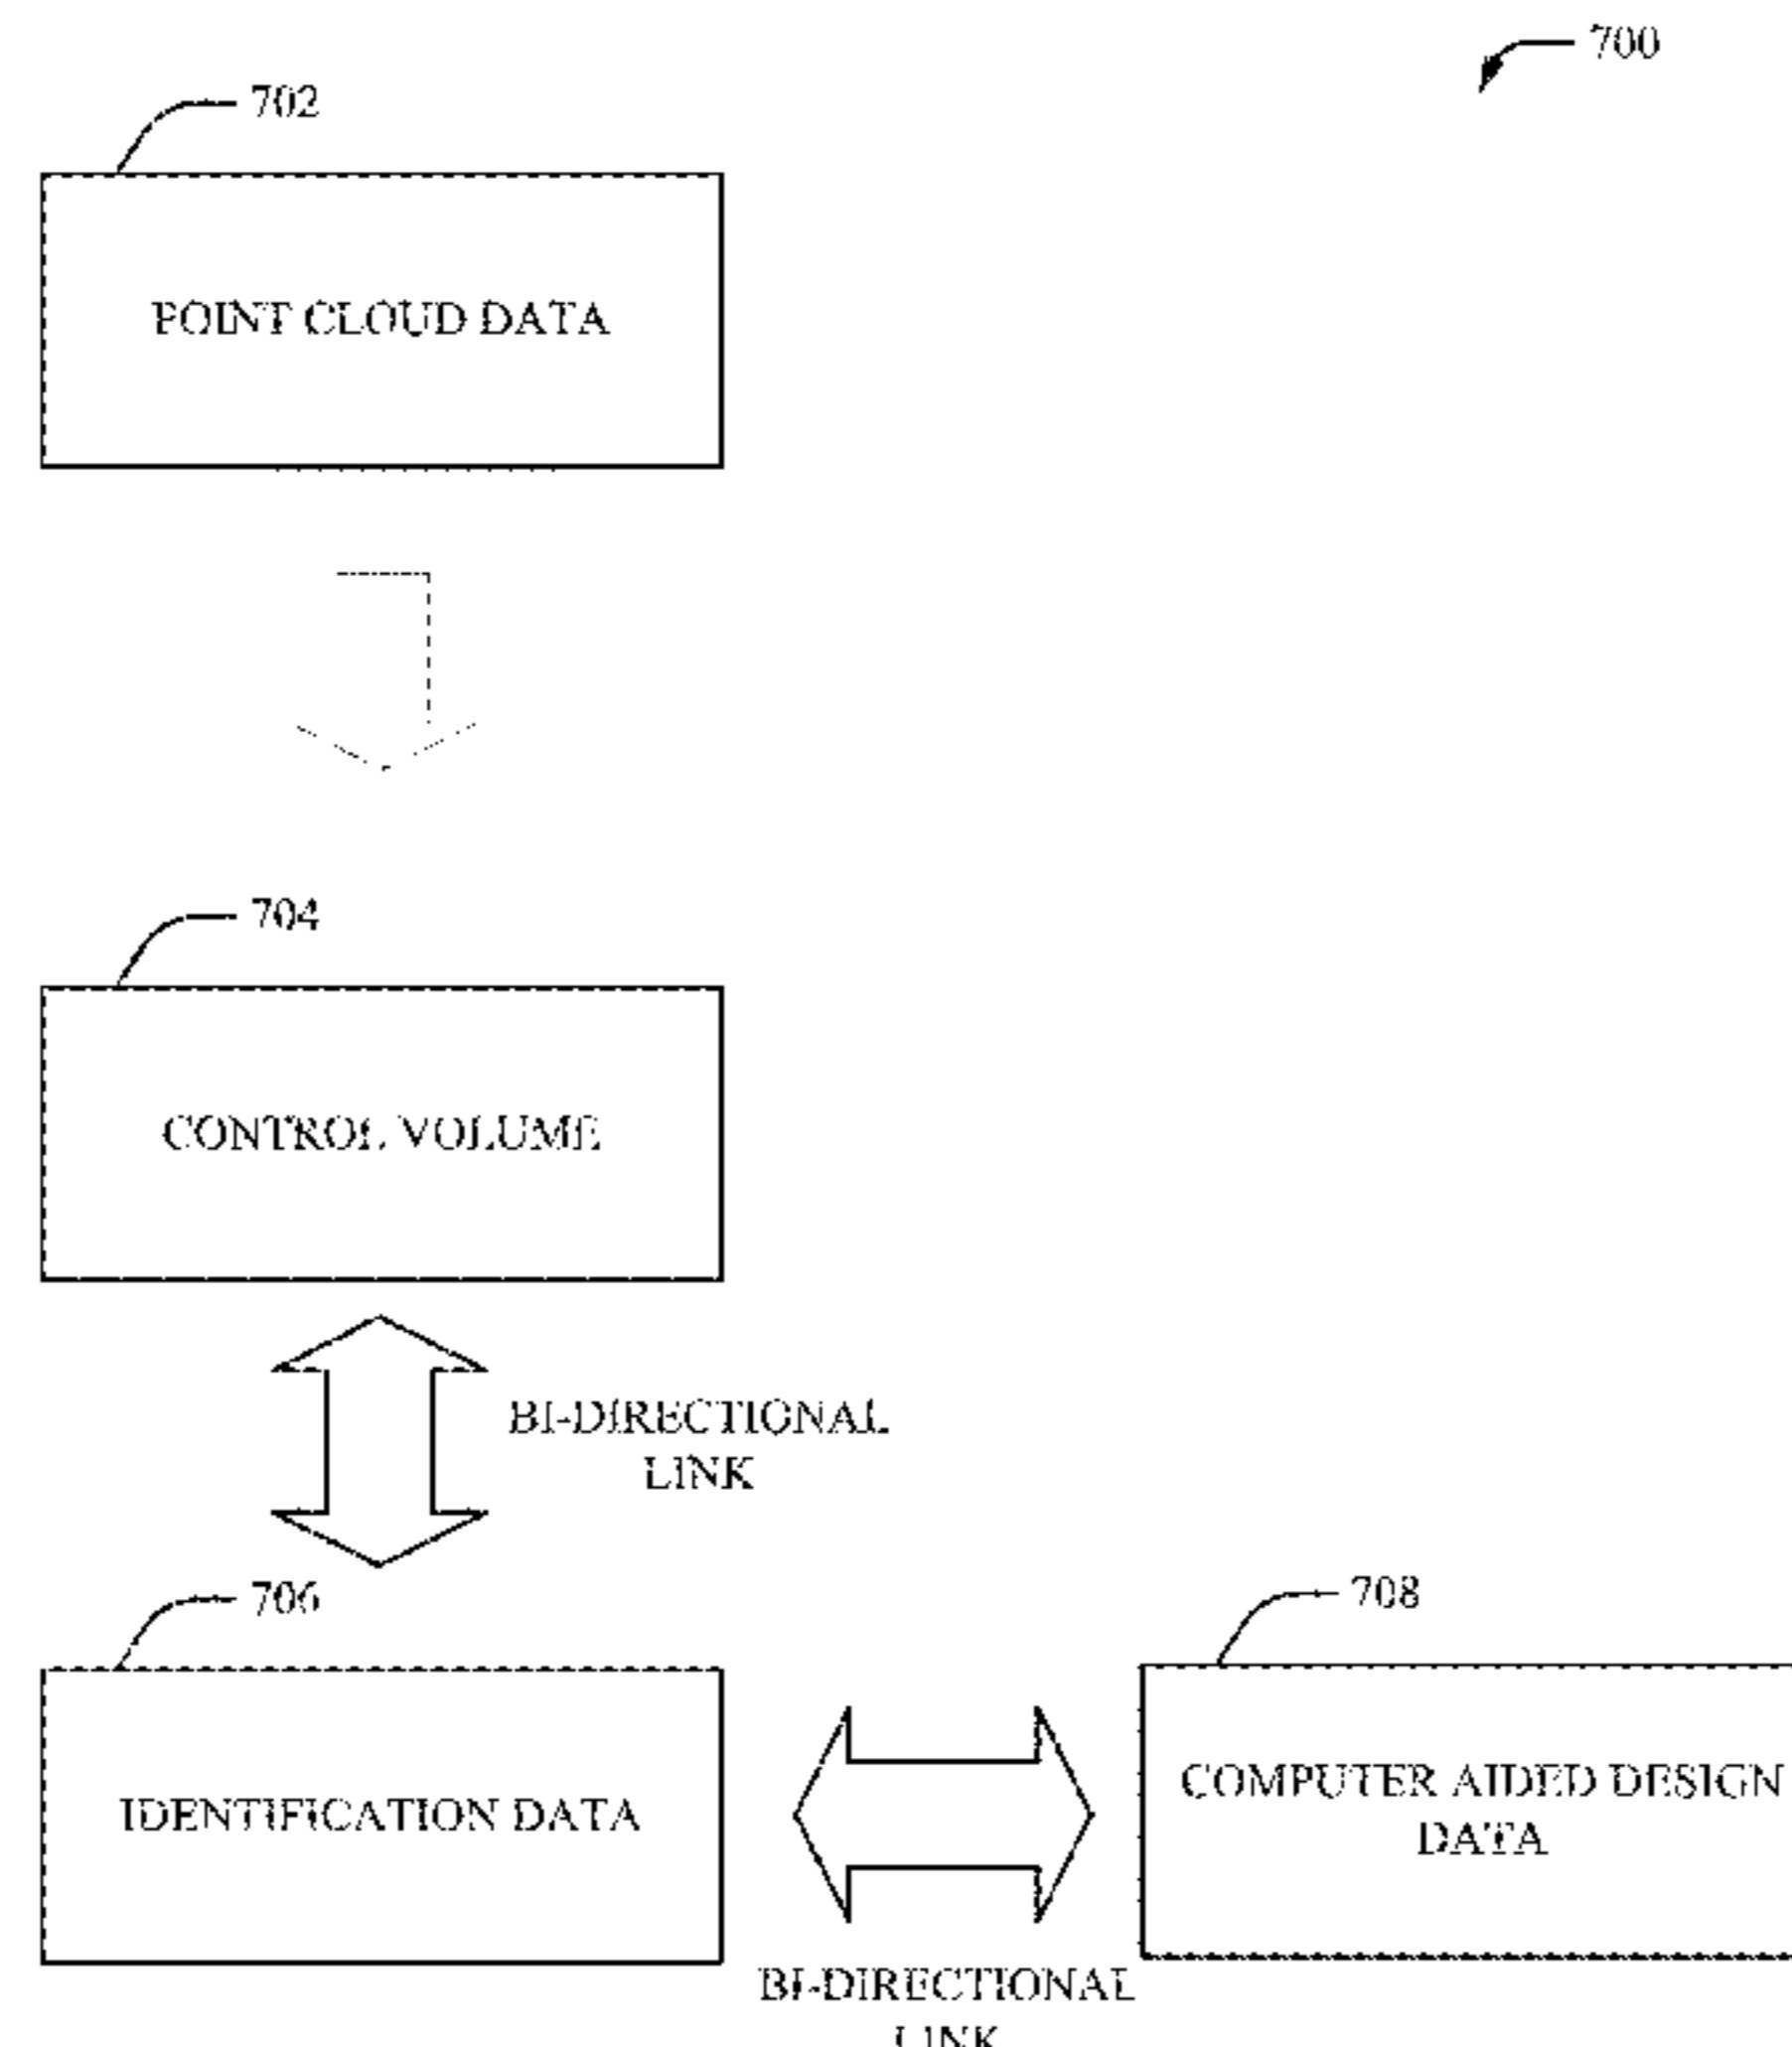 700
702
POINT CLOUD DATA
704
CONTROL VOLUME
BI-DIRECTIONAL
LINK
706
708
IDENTIFICATION DATA
COMPUTER AIDED DESIGN
DATA
BI-DIRECTIONAL
LINK